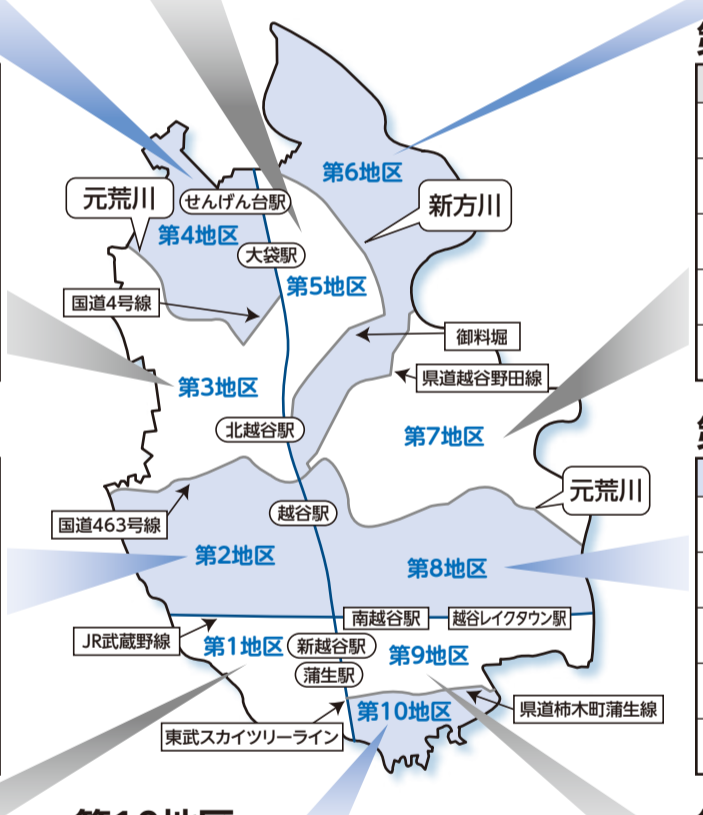 第6地区
元荒川
せんげん台駅
新方川
第4地区
大袋駅
第5地区
国道4号線
御料堀
県道越谷野田線
第3地区
北越谷駅
第7地区
元荒川
国道463号線
越谷駅
第2地区
第8地区
南越谷駅
越谷レイクタウン駅
JR武蔵野線
第1地区
新越谷駅
第9地区
蒲生駅
第10地区
県道柿木町蒲生線
東武スカイツリーライン
第10地区